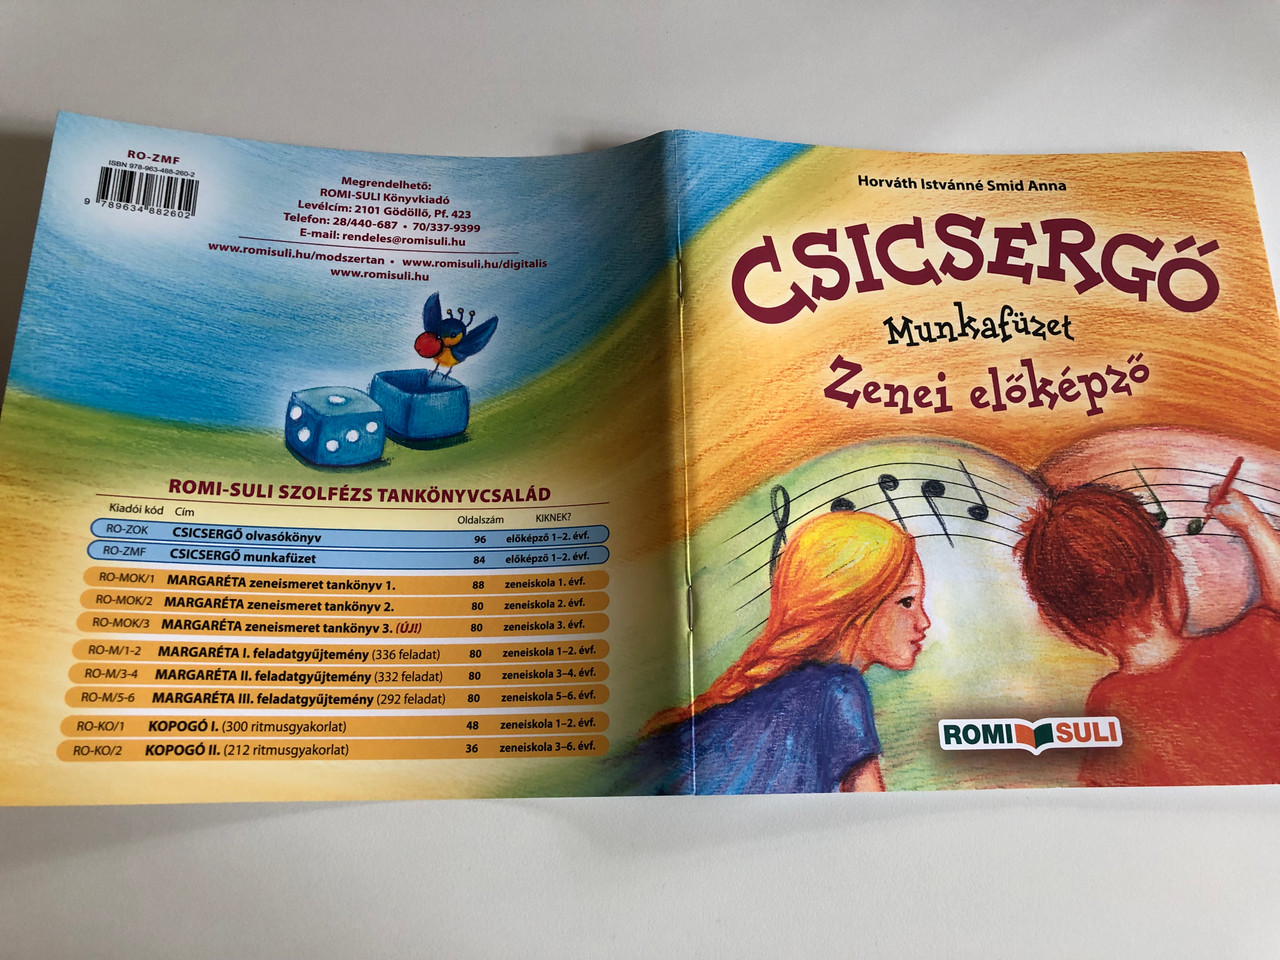 RO-ZMF
ISBN 978-963-488-260-2
9 789634 882602
Megrendelhető:
ROMI-SULI Könyvkiadó
Levélcím: 2101 Gödöllő, Pf. 423
Telefon: 28/440-687 • 70/337-9399
E-mail: rendeles@romisuli.hu
www.romisuli.hu/modszertan • www.romisuli.hu/digitalis
www.romisuli.hu
ROMI-SULI SZOLFÉZS TANKÖNYVCSALÁD
Kiadói kód Cím Oldalszám KIKNEK?
RO-ZOK CSICSERGŐ olvasókönyv 96 előképző 1–2. évf.
RO-ZMF CSICSERGŐ munkafüzet 84 előképző 1–2. évf.
RO-MOK/1 MARGARÉTA zeneismeret tankönyv 1. 88 zeneiskola 1. évf.
RO-MOK/2 MARGARÉTA zeneismeret tankönyv 2. 80 zeneiskola 2. évf.
RO-MOK/3 MARGARÉTA zeneismeret tankönyv 3. (ÚJ!) 80 zeneiskola 3. évf.
RO-M/1-2 MARGARÉTA I. feladatgyűjtemény (336 feladat) 80 zeneiskola 1–2. évf.
RO-M/3-4 MARGARÉTA II. feladatgyűjtemény (332 feladat) 80 zeneiskola 3–4. évf.
RO-M/5-6 MARGARÉTA III. feladatgyűjtemény (292 feladat) 80 zeneiskola 5–6. évf.
RO-KO/1 KOPOGÓ I. (300 ritmusgyakorlat) 48 zeneiskola 1–2. évf.
RO-KO/2 KOPOGÓ II. (212 ritmusgyakorlat) 36 zeneiskola 3–6. évf.
Horváth Istvánné Smid Anna
CSICSERGŐ
Munkafüzet
Zenei előképző
ROMI SULI